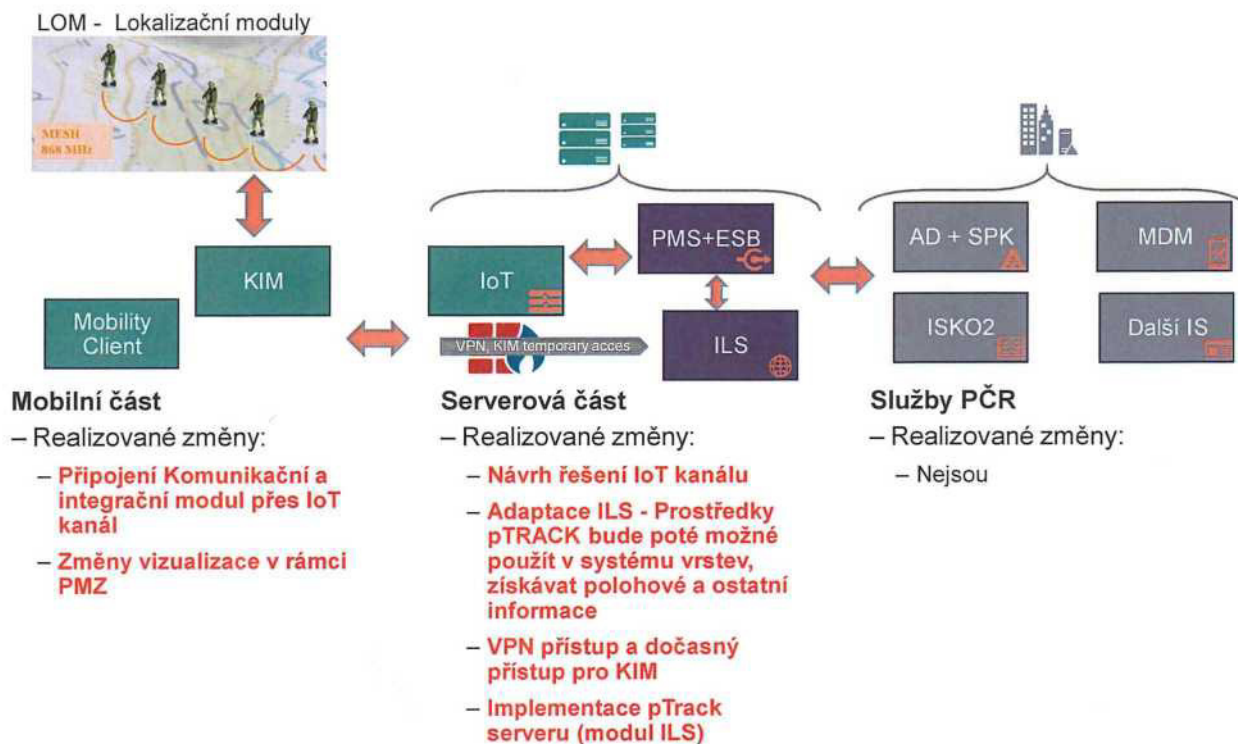 LOM - Lokalizační moduly
MESH
868 MHz
KIM
Mobility
Client
IoT
PMS+ESB
VPN, KIM temporary acces
ILS
AD + SPK
MDM
ISKO2
Další IS
Mobilní část
– Realizované změny:
– Připojení Komunikační a
integrační modul přes IoT
kanál
– Změny vizualizace v rámci
PMZ
Serverová část
– Realizované změny:
– Návrh řešení IoT kanálu
– Adaptace ILS - Prostředky
pTRACK bude poté možné
použít v systému vrstev,
získávat polohové a ostatní
informace
– VPN přístup a dočasný
přístup pro KIM
– Implementace pTrack
serveru (modul ILS)
Služby PČR
– Realizované změny:
– Nejsou